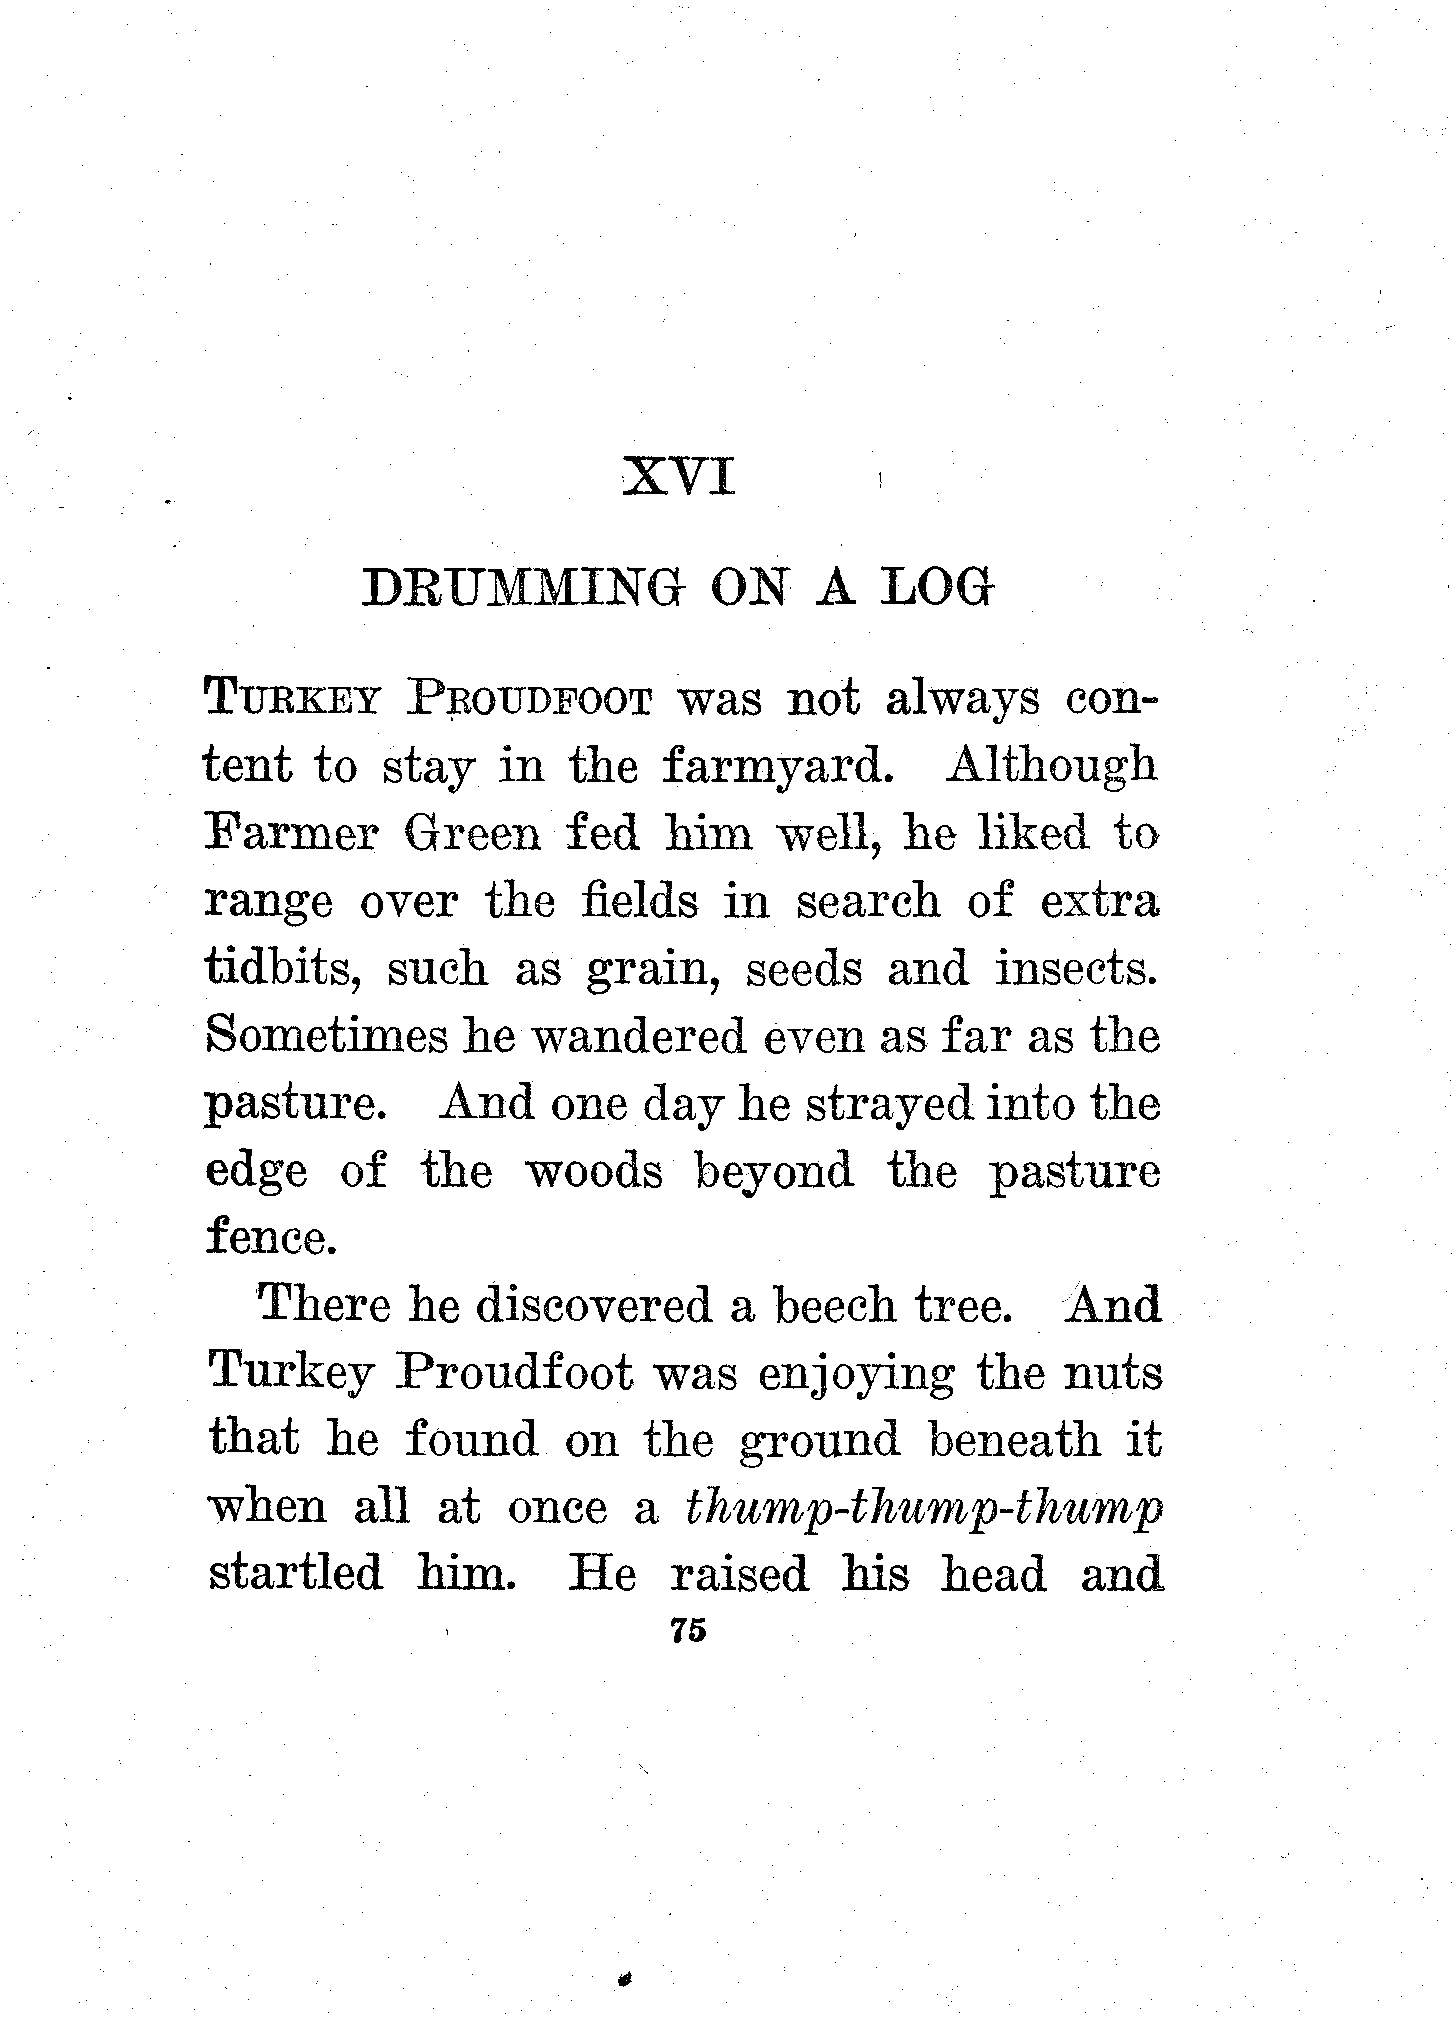 XVI
DRUMMING ON A LOG
TURKEY PROUDFOOT was not always con-
tent to stay in the farmyard. Although
Farmer Green fed him well, he liked to
range over the fields in search of extra
tidbits, such as grain, seeds and insects.
Sometimes he wandered even as far as the
pasture. And one day he strayed into the
edge of the woods beyond the pasture
fence.
There he discovered a beech tree. And
Turkey Proudfoot was enjoying the nuts
that he found on the ground beneath it
when all at once a thump-thump-thump
startled him. He raised his head and
75